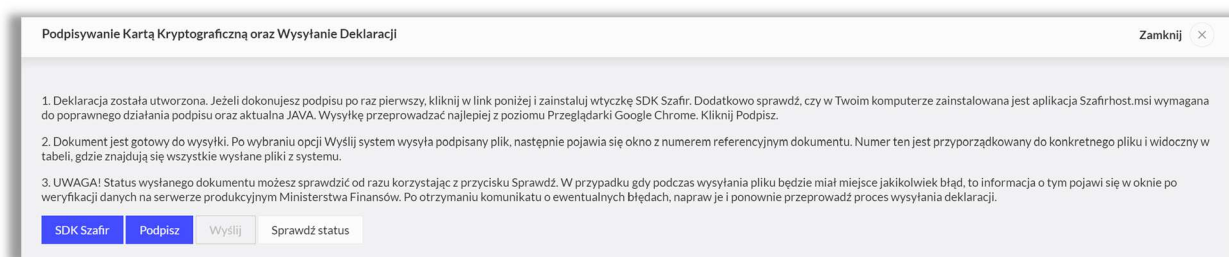 Podpisywanie Kartą Kryptograficzną oraz Wysyłanie Deklaracji
Zamknij
1. Deklaracja została utworzona. Jeżeli dokonujesz podpisu po raz pierwszy, kliknij w link poniżej i zainstaluj wtyczkę SDK Szafir. Dodatkowo sprawdź, czy w Twoim komputerze zainstalowana jest aplikacja Szafirhost.msi wymagana
do poprawnego działania podpisu oraz aktualna JAVA. Wysyłkę przeprowadzać najlepiej z poziomu Przeglądarki Google Chrome. Kliknij Podpisz.
2. Dokument jest gotowy do wysyłki. Po wybraniu opcji Wyślij system wysyła podpisany plik, następnie pojawia się okno z numerem referencyjnym dokumentu. Numer ten jest przyporządkowany do konkretnego pliku i widoczny w
tabeli, gdzie znajdują się wszystkie wysłane pliki z systemu.
3. UWAGA! Status wysłanego dokumentu możesz sprawdzić od razu korzystając z przycisku Sprawdź. W przypadku gdy podczas wysyłania pliku będzie miał miejsce jakikolwiek błąd, to informacja o tym pojawi się w oknie po
weryfikacji danych na serwerze produkcyjnym Ministerstwa Finansów. Po otrzymaniu komunikatu o ewentualnych błędach, napraw je i ponownie przeprowadź proces wysyłania deklaracji.
SDK Szafir
Podpisz
Wyślij
Sprawdź status